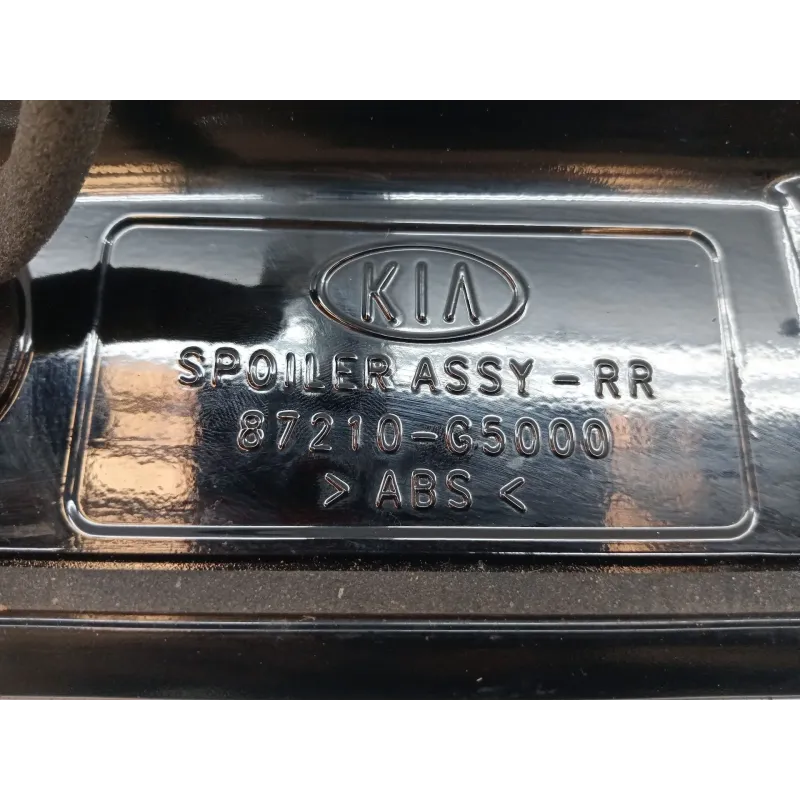 KIA
SPOILER ASSY-RR
87210-G5000
>ABS<